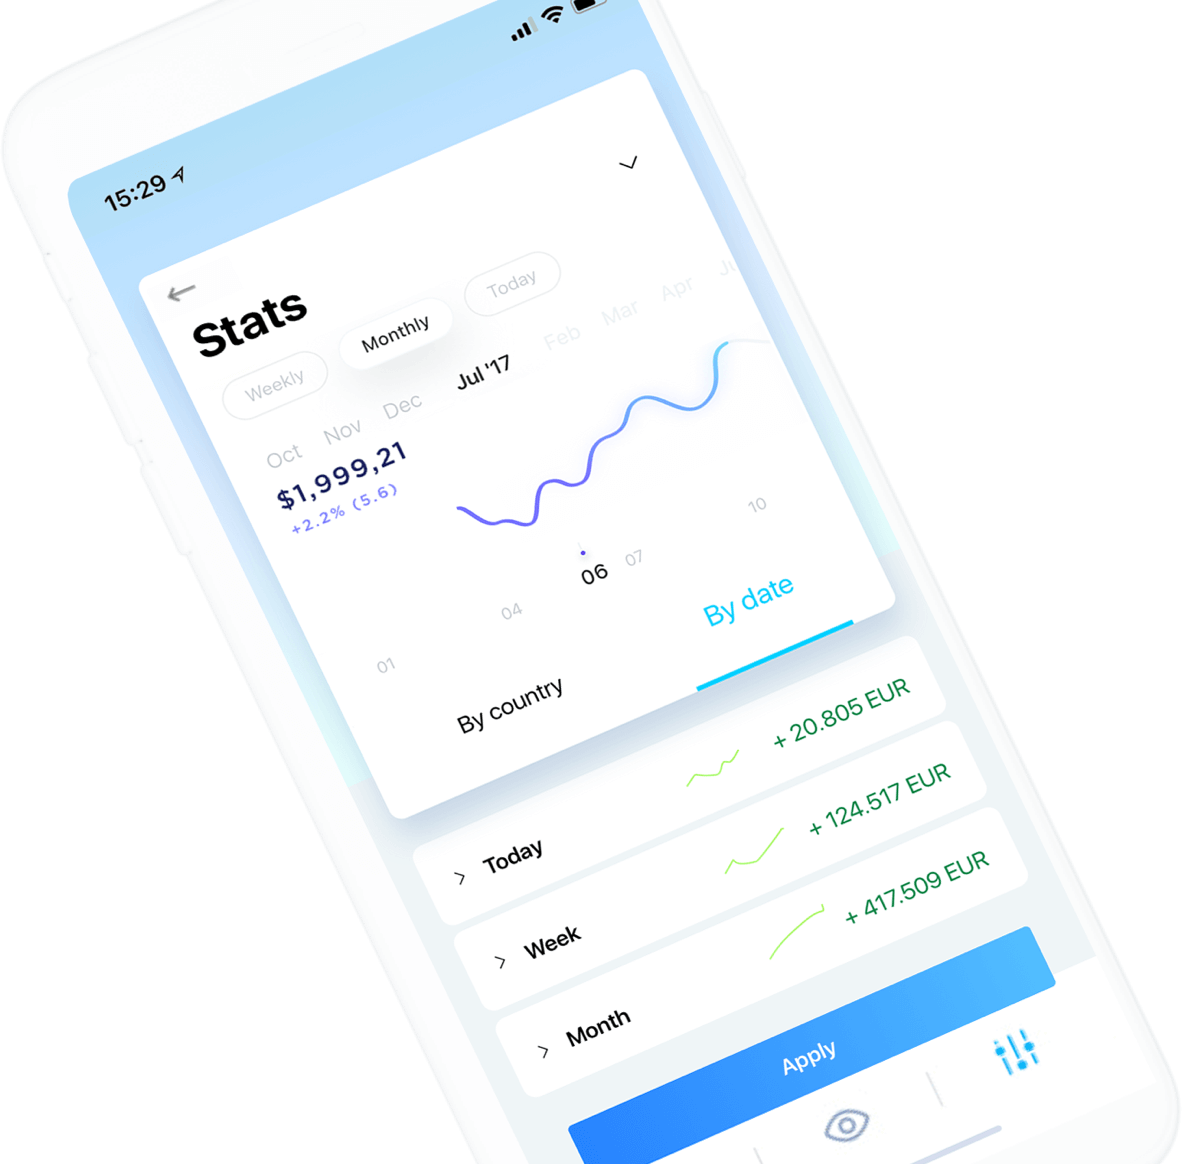 15:29
Stats
Weekly Monthly Today
Oct Nov Dec Jul '17 Feb Mar Apr
$1,999,21
+2.2% (5.6)
01 04 06 07 10
By country By date
Today + 20.805 EUR
Week + 124.517 EUR
Month + 417.509 EUR
Apply